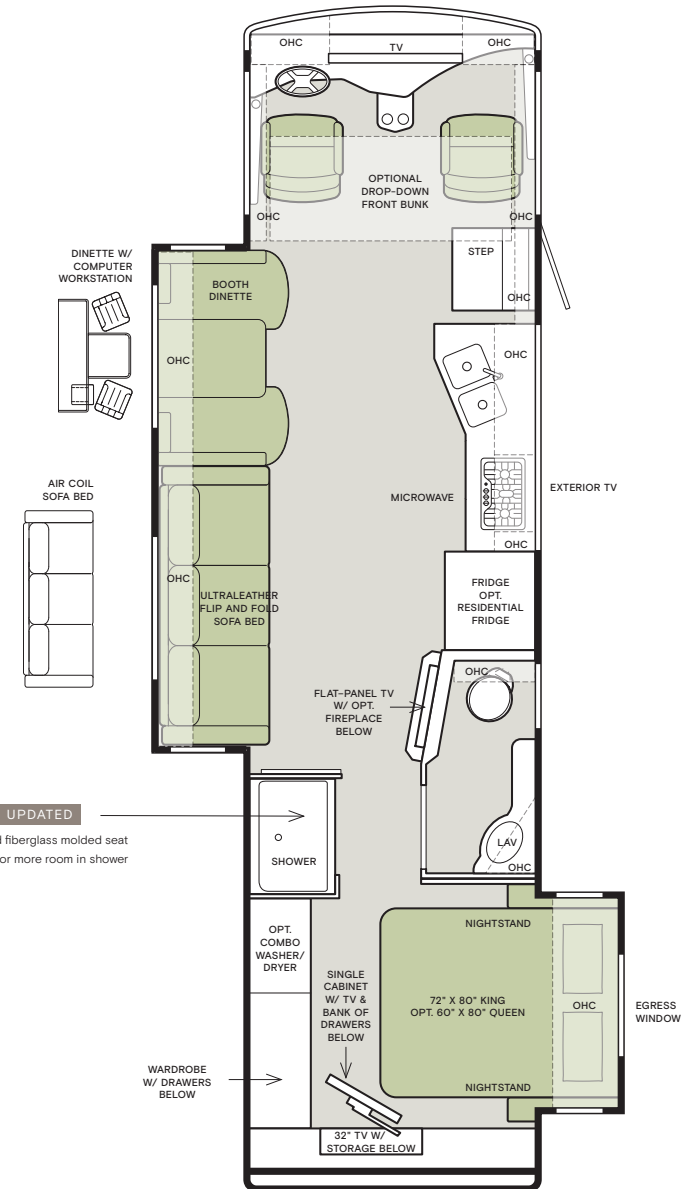 OHC
TV
OHC
OPTIONAL
DROP-DOWN
FRONT BUNK
OHC
OHC
STEP
OHC
DINETTE W/
COMPUTER
WORKSTATION
BOOTH
DINETTE
OHC
OHC
AIR COIL
SOFA BED
MICROWAVE
EXTERIOR TV
OHC
OHC
ULTRALEATHER
FLIP AND FOLD
SOFA BED
FRIDGE
OPT.
RESIDENTIAL
FRIDGE
OHC
FLAT-PANEL TV
W/ OPT.
FIREPLACE
BELOW
UPDATED
fiberglass molded seat
or more room in shower
SHOWER
LAV
OHC
OPT.
COMBO
WASHER/
DRYER
NIGHTSTAND
SINGLE
CABINET
W/ TV &
BANK OF
DRAWERS
BELOW
72" X 80" KING
OPT. 60" X 80" QUEEN
OHC
EGRESS
WINDOW
WARDROBE
W/ DRAWERS
BELOW
NIGHTSTAND
32" TV W/
STORAGE BELOW